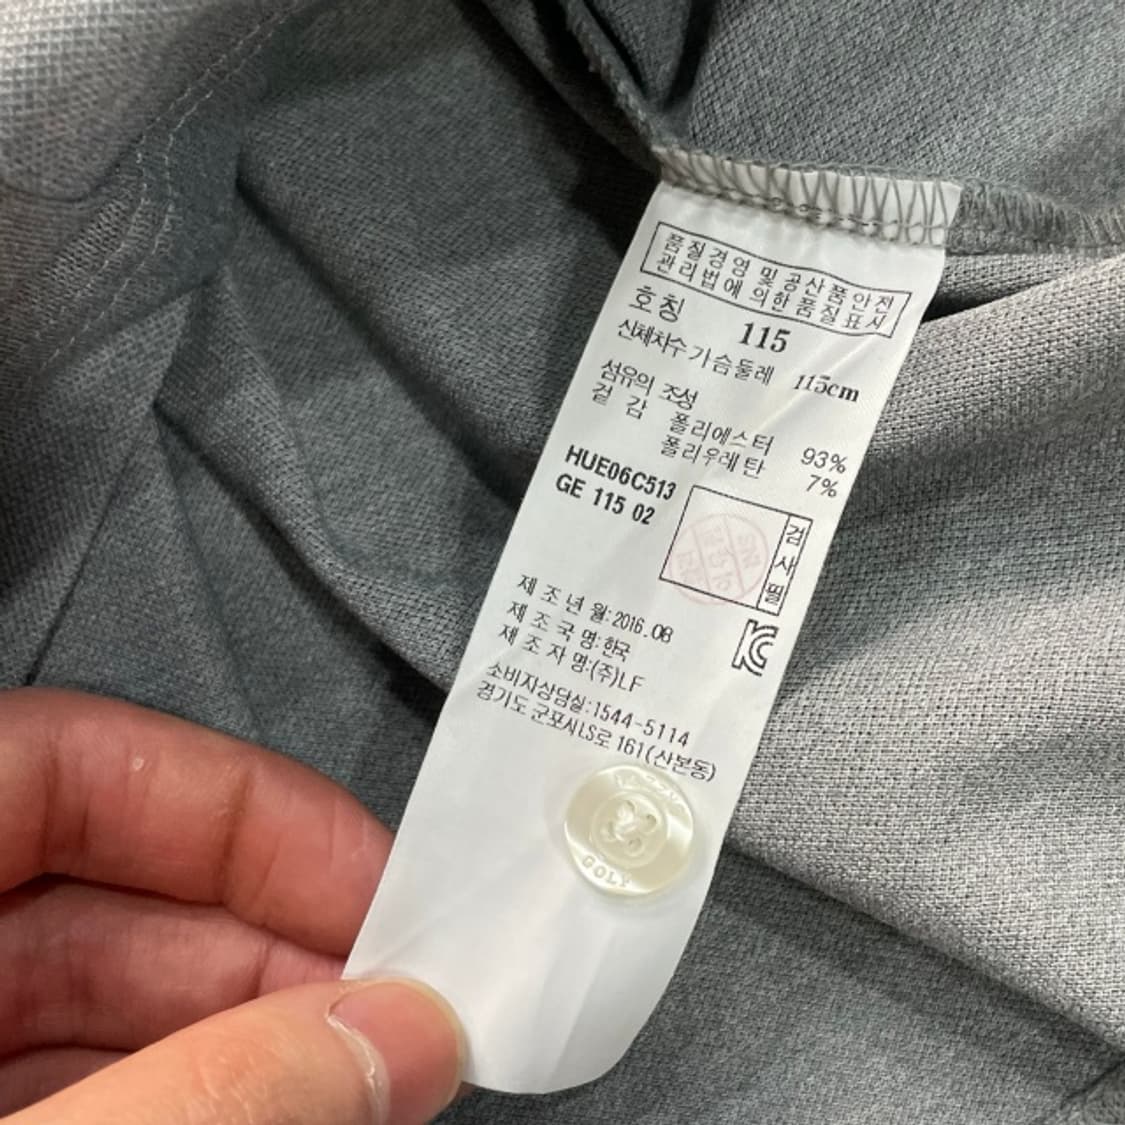 품질경영 및 공산품안전
관리법에 의한 품질표시
호칭 115
신체치수 가슴둘레 115cm
섬유의 조성
겉감 폴리에스터 93%
폴리우레탄 7%
HUE06C513
GE 115 02
검사필
제조년월:2016.08
제조국명:한국
제조자명:(주)LF
소비자상담실:1544-5114
경기도 군포시LS로 161(산본동)
GOLF